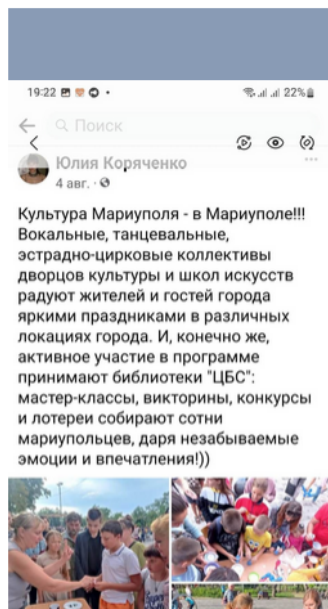 19:22
22%
Поиск
Юлия Коряченко
4 авг. ·
Культура Мариуполя - в Мариуполе!!!
Вокальные, танцевальные,
эстрадно-цирковые коллективы
дворцов культуры и школ искусств
радуют жителей и гостей города
яркими праздниками в различных
локациях города. И, конечно же,
активное участие в программе
принимают библиотеки "ЦБС":
мастер-классы, викторины, конкурсы
и лотереи собирают сотни
мариупольцев, даря незабываемые
эмоции и впечатления!))